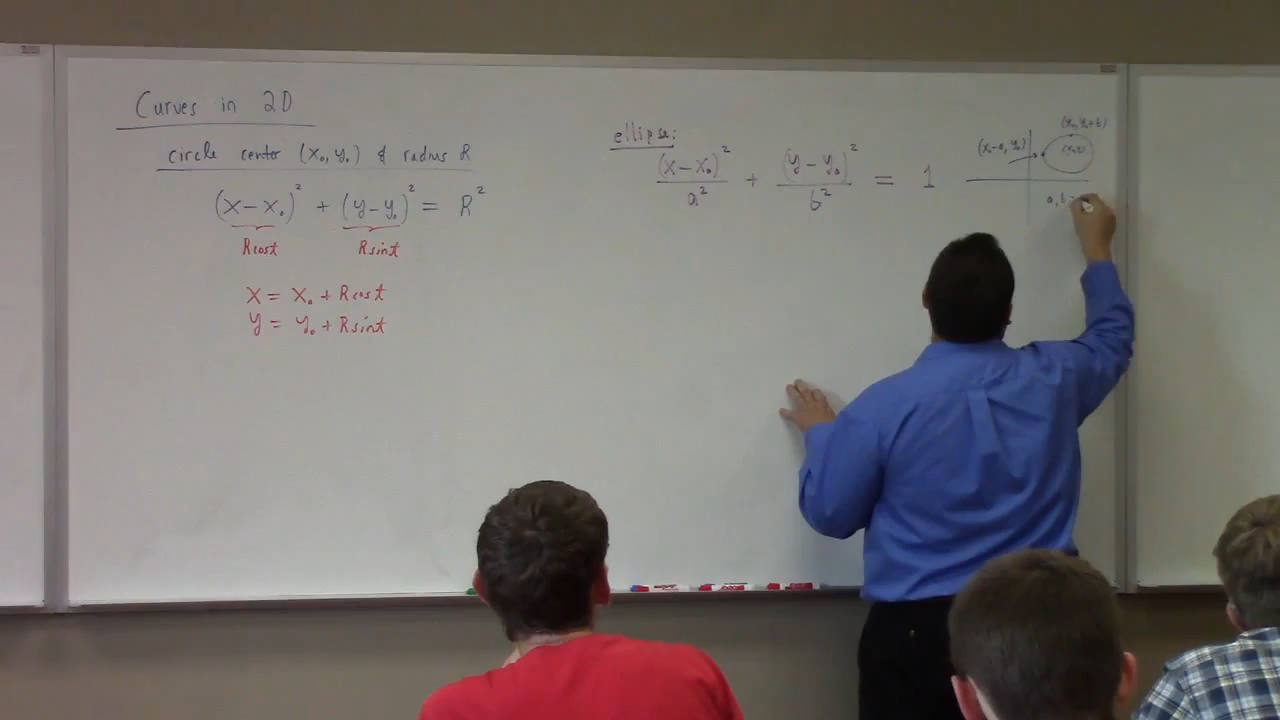 Curves in 2D
circle center (x₀, y₀) & radius R
(x-x₀)² + (y-y₀)² = R²
Rcost Rsint
x = x₀ + Rcost
y = y₀ + Rsint
ellipse:
(x-x₀)²/a² + (y-y₀)²/b² = 1
(x₀, y₀+b)
(x₀-a, y₀)
(x₀,y₀)
a, b